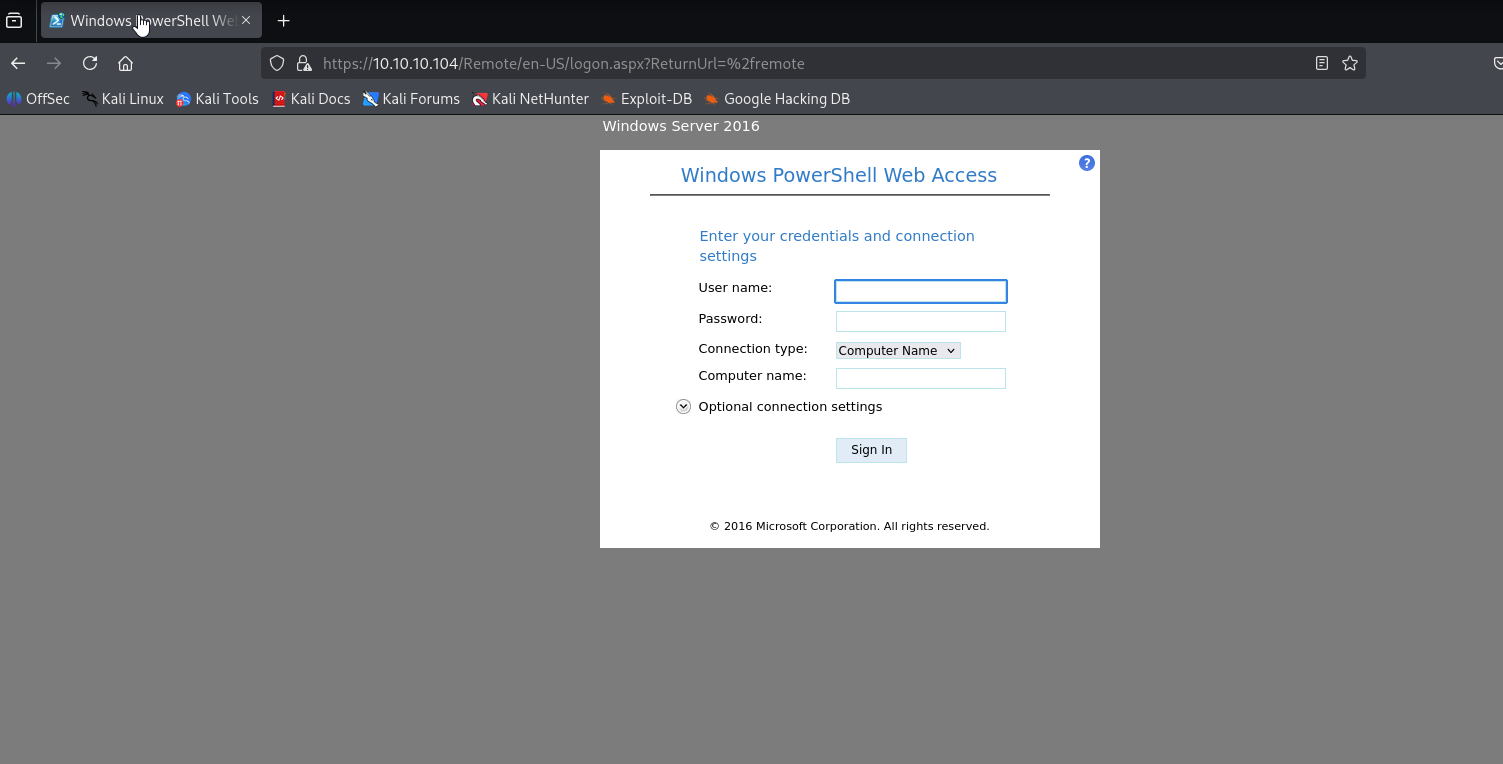 Windows PowerShell We
https://10.10.10.104/Remote/en-US/logon.aspx?ReturnUrl=%2fremote
OffSec Kali Linux Kali Tools Kali Docs Kali Forums Kali NetHunter Exploit-DB Google Hacking DB
Windows Server 2016
?
Windows PowerShell Web Access
Enter your credentials and connection
settings
User name:
Password:
Connection type: Computer Name
Computer name:
Optional connection settings
Sign In
© 2016 Microsoft Corporation. All rights reserved.